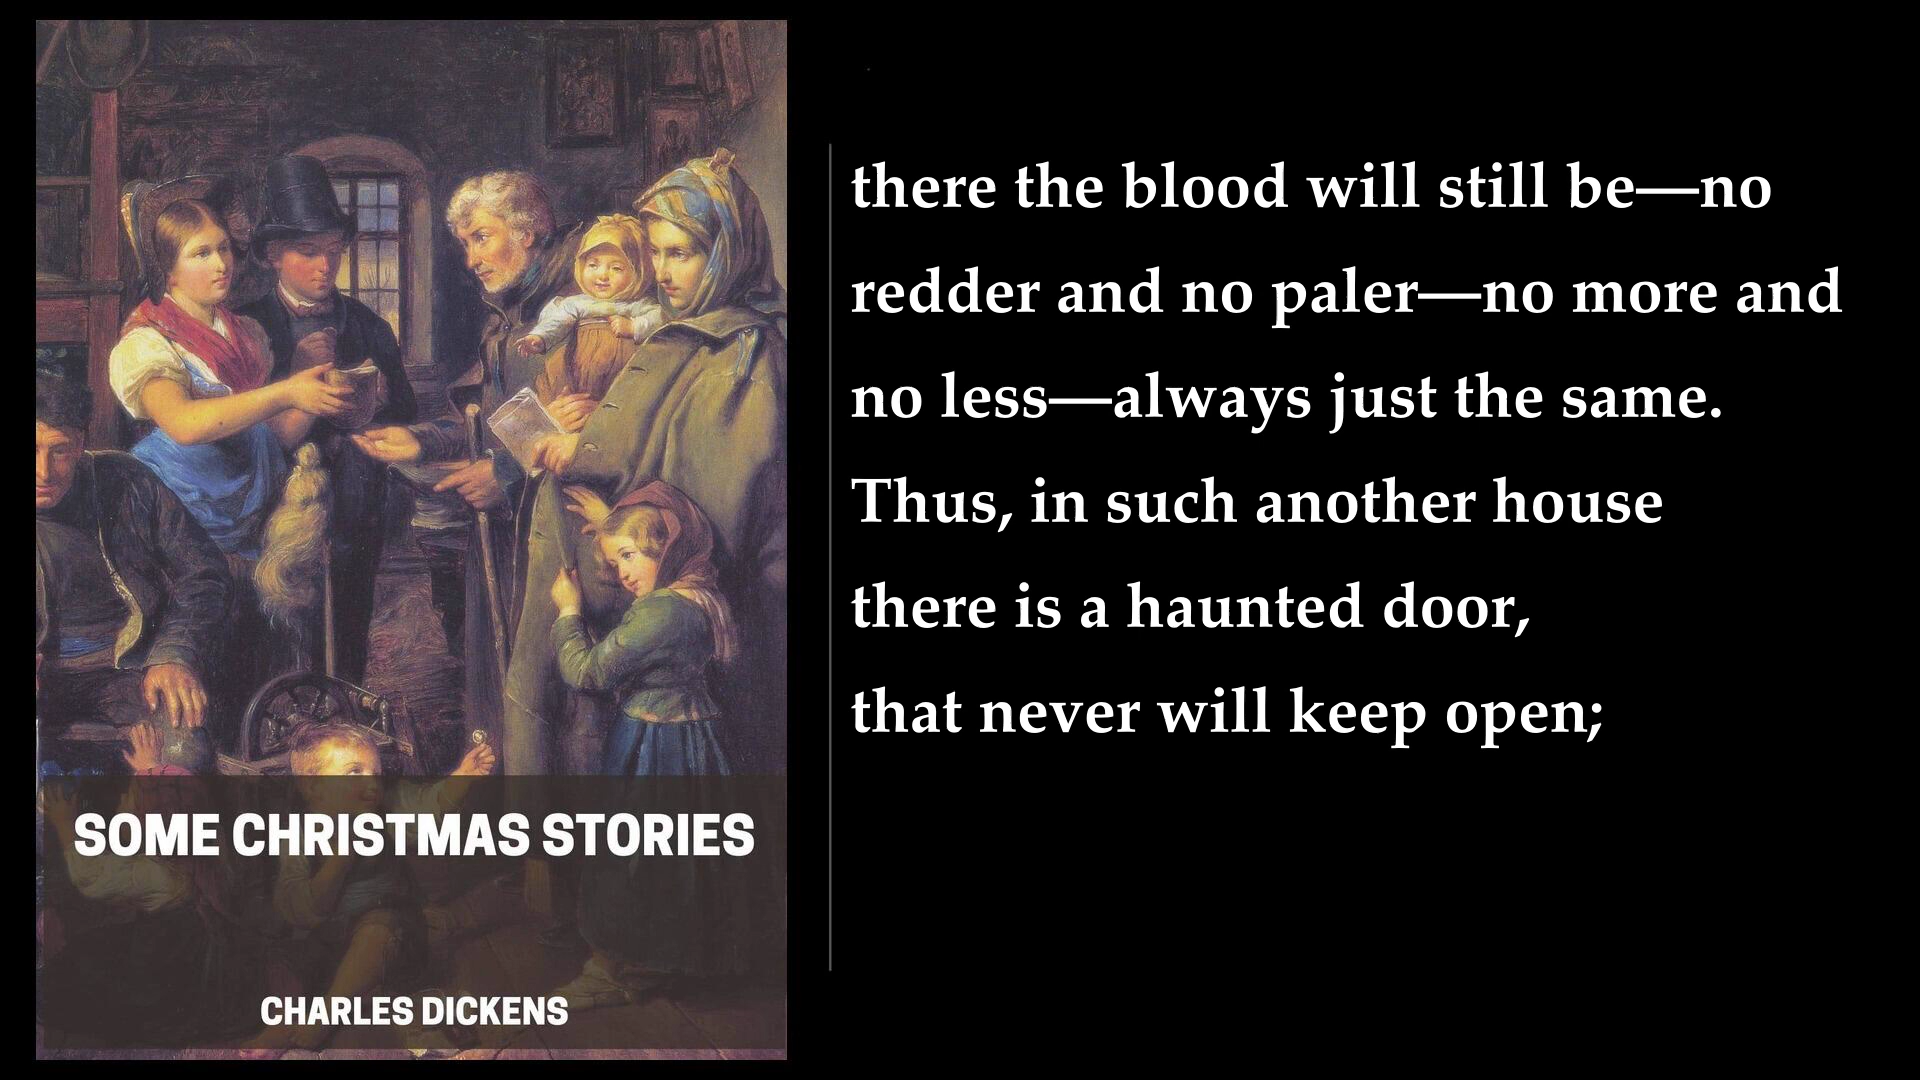 there the blood will still be—no
redder and no paler—no more and
no less—always just the same.
Thus, in such another house
there is a haunted door,
that never will keep open;
SOME CHRISTMAS STORIES
CHARLES DICKENS